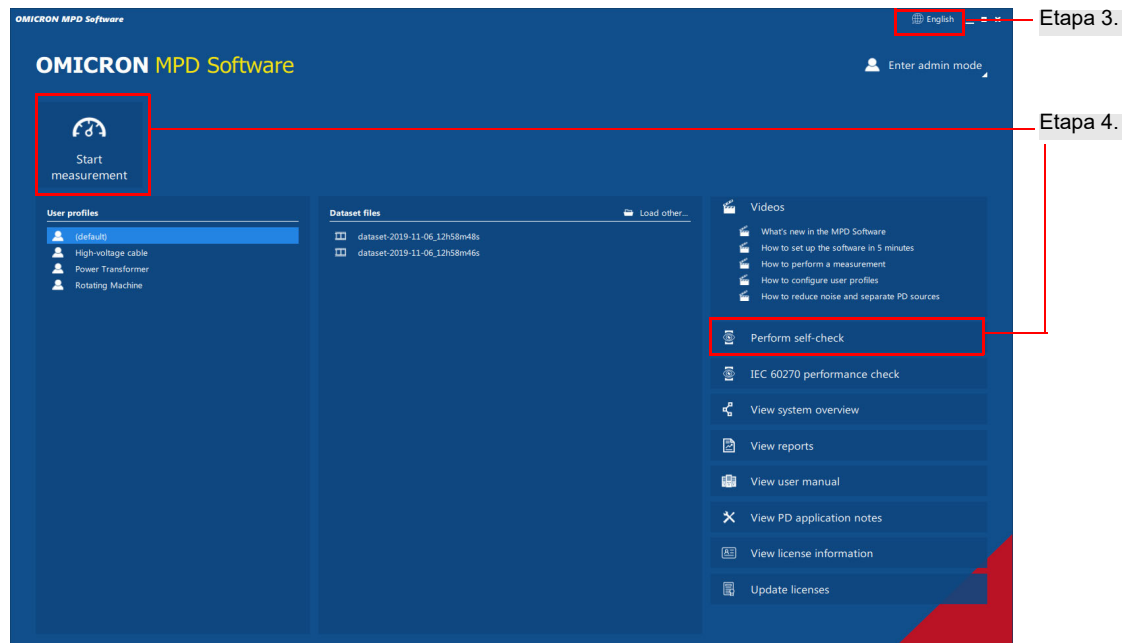 OMICRON MPD Software
English
Etapa 3.
OMICRON MPD Software
Enter admin mode
Etapa 4.
Start
measurement
User profiles
(default)
High-voltage cable
Power Transformer
Rotating Machine
Dataset files
Load other...
dataset-2019-11-06_12h58m48s
dataset-2019-11-06_12h58m46s
Videos
What's new in the MPD Software
How to set up the software in 5 minutes
How to perform a measurement
How to configure user profiles
How to reduce noise and separate PD sources
Perform self-check
IEC 60270 performance check
View system overview
View reports
View user manual
View PD application notes
View license information
Update licenses